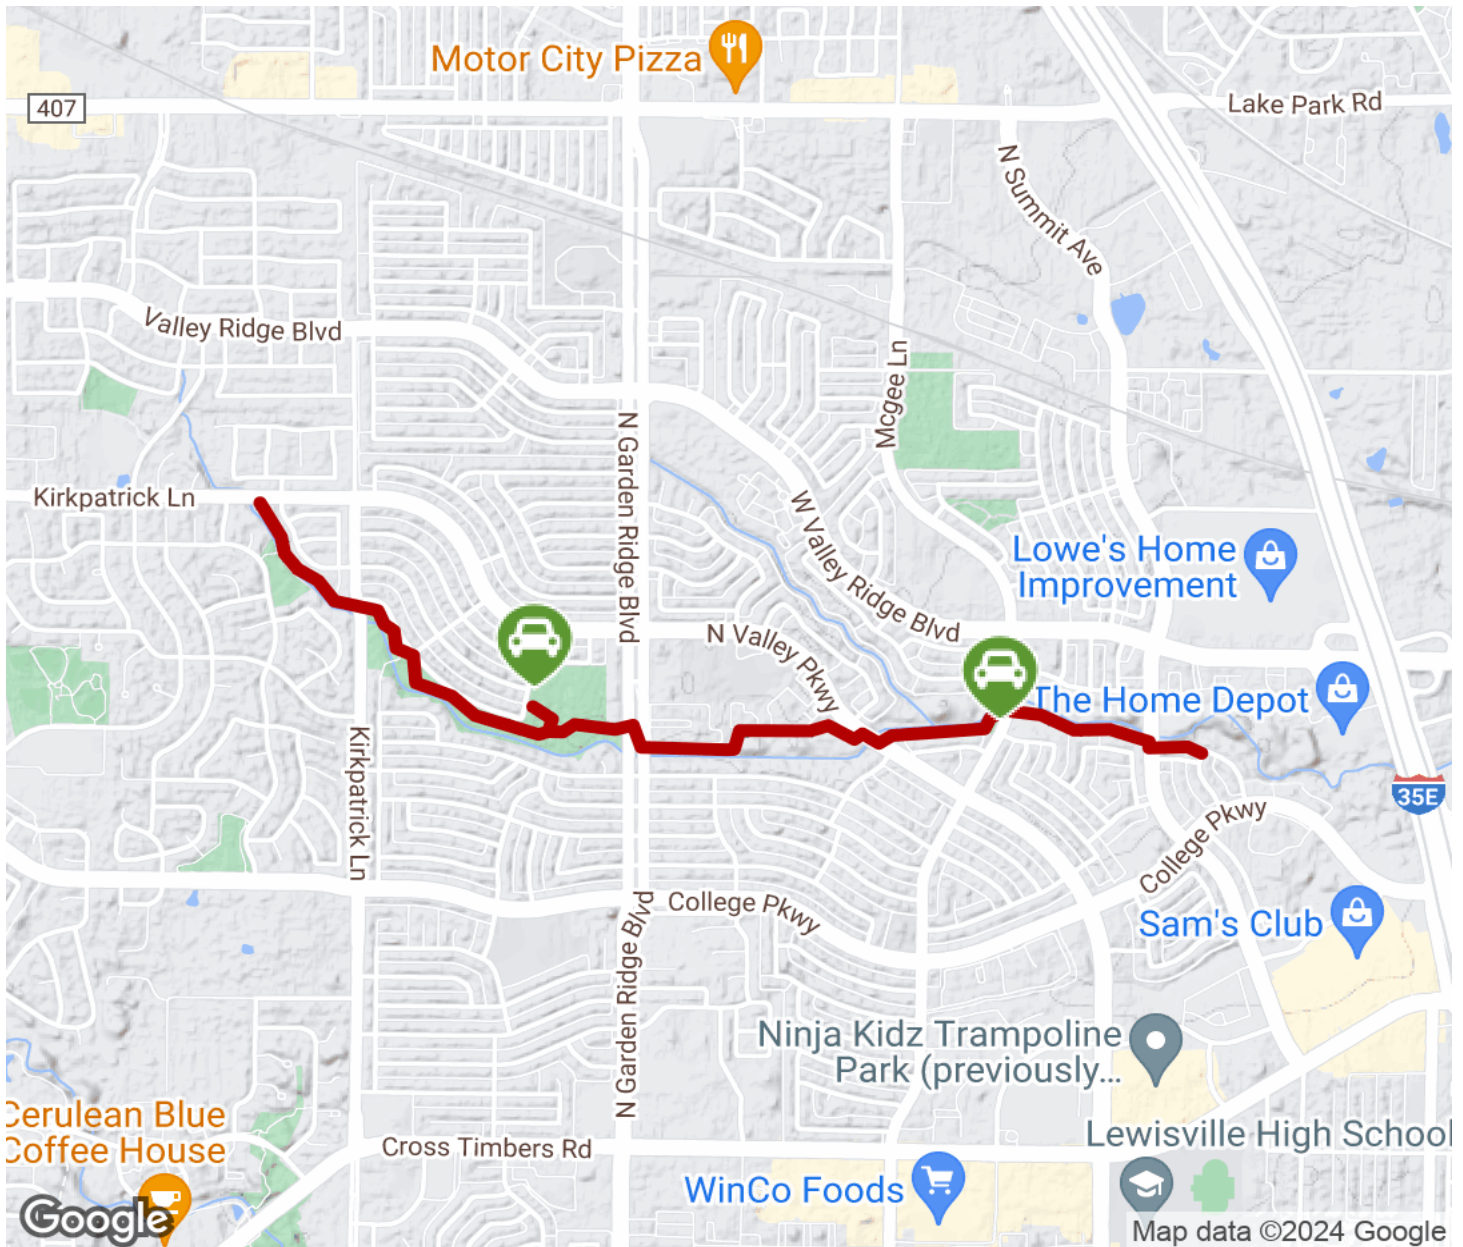 Motor City Pizza
407
Lake Park Rd
N Summit Ave
Valley Ridge Blvd
Mcgee Ln
N Garden Ridge Blvd
Kirkpatrick Ln
W Valley Ridge Blvd
Lowe's Home
Improvement
N Valley Pkwy
The Home Depot
Kirkpatrick Ln
35E
College Pkwy
College Pkwy
Sam's Club
N Garden Ridge Blvd
Ninja Kidz Trampoline
Park (previously...
Cerulean Blue
Coffee House
Cross Timbers Rd
Lewisville High School
WinCo Foods
Google
Map data ©2024 Google